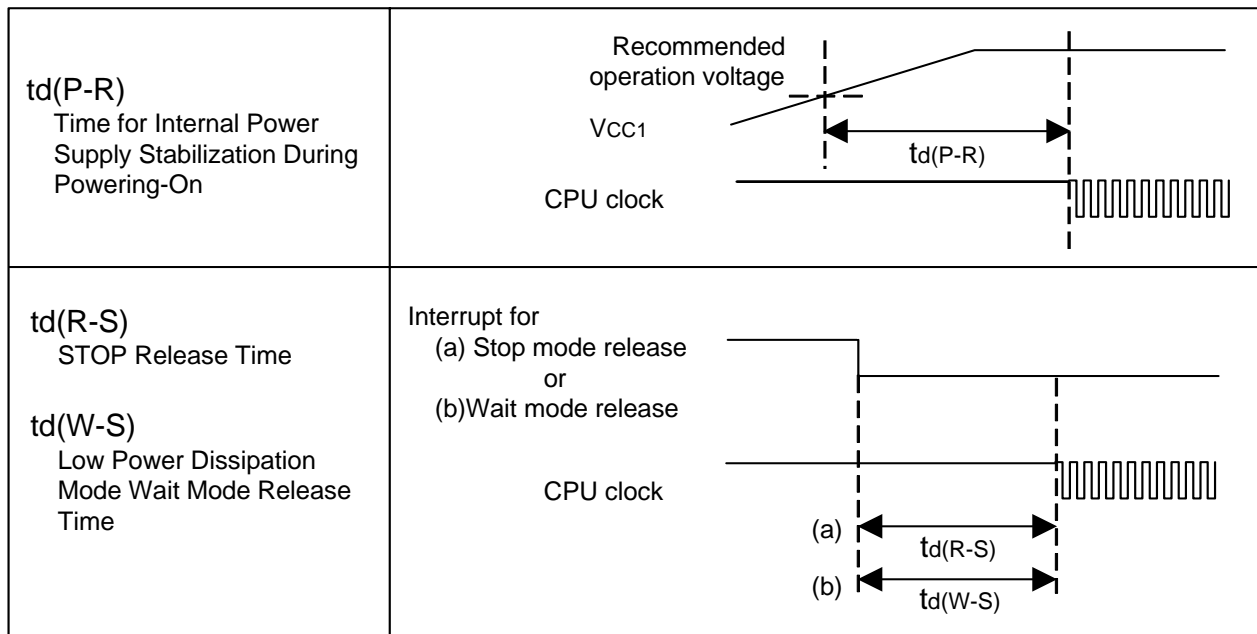 td(P-R)
Time for Internal Power
Supply Stabilization During
Powering-On
Recommended
operation voltage
VCC1
td(P-R)
CPU clock
td(R-S)
STOP Release Time
td(W-S)
Low Power Dissipation
Mode Wait Mode Release
Time
Interrupt for
(a) Stop mode release
or
(b)Wait mode release
CPU clock
(a)
td(R-S)
(b)
td(W-S)